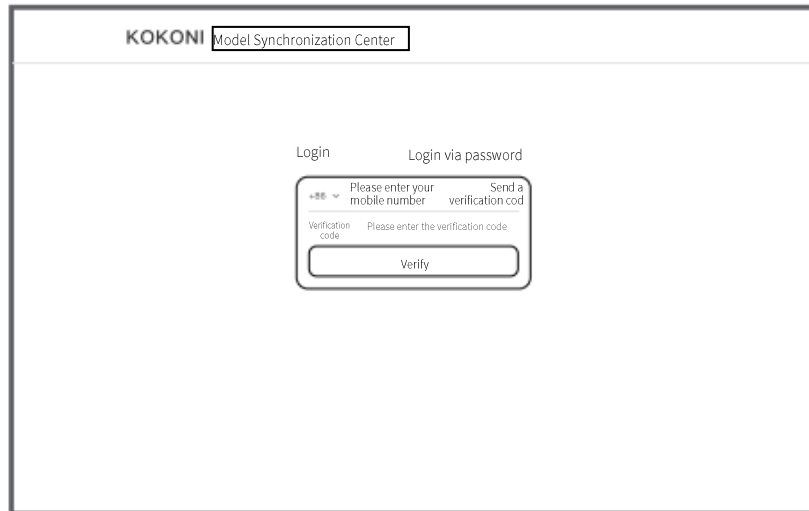 KOKONI Model Synchronization Center
Login Login via password
Please enter your Send a
mobile number verification cod
Verification Please enter the verification code
code
Verify